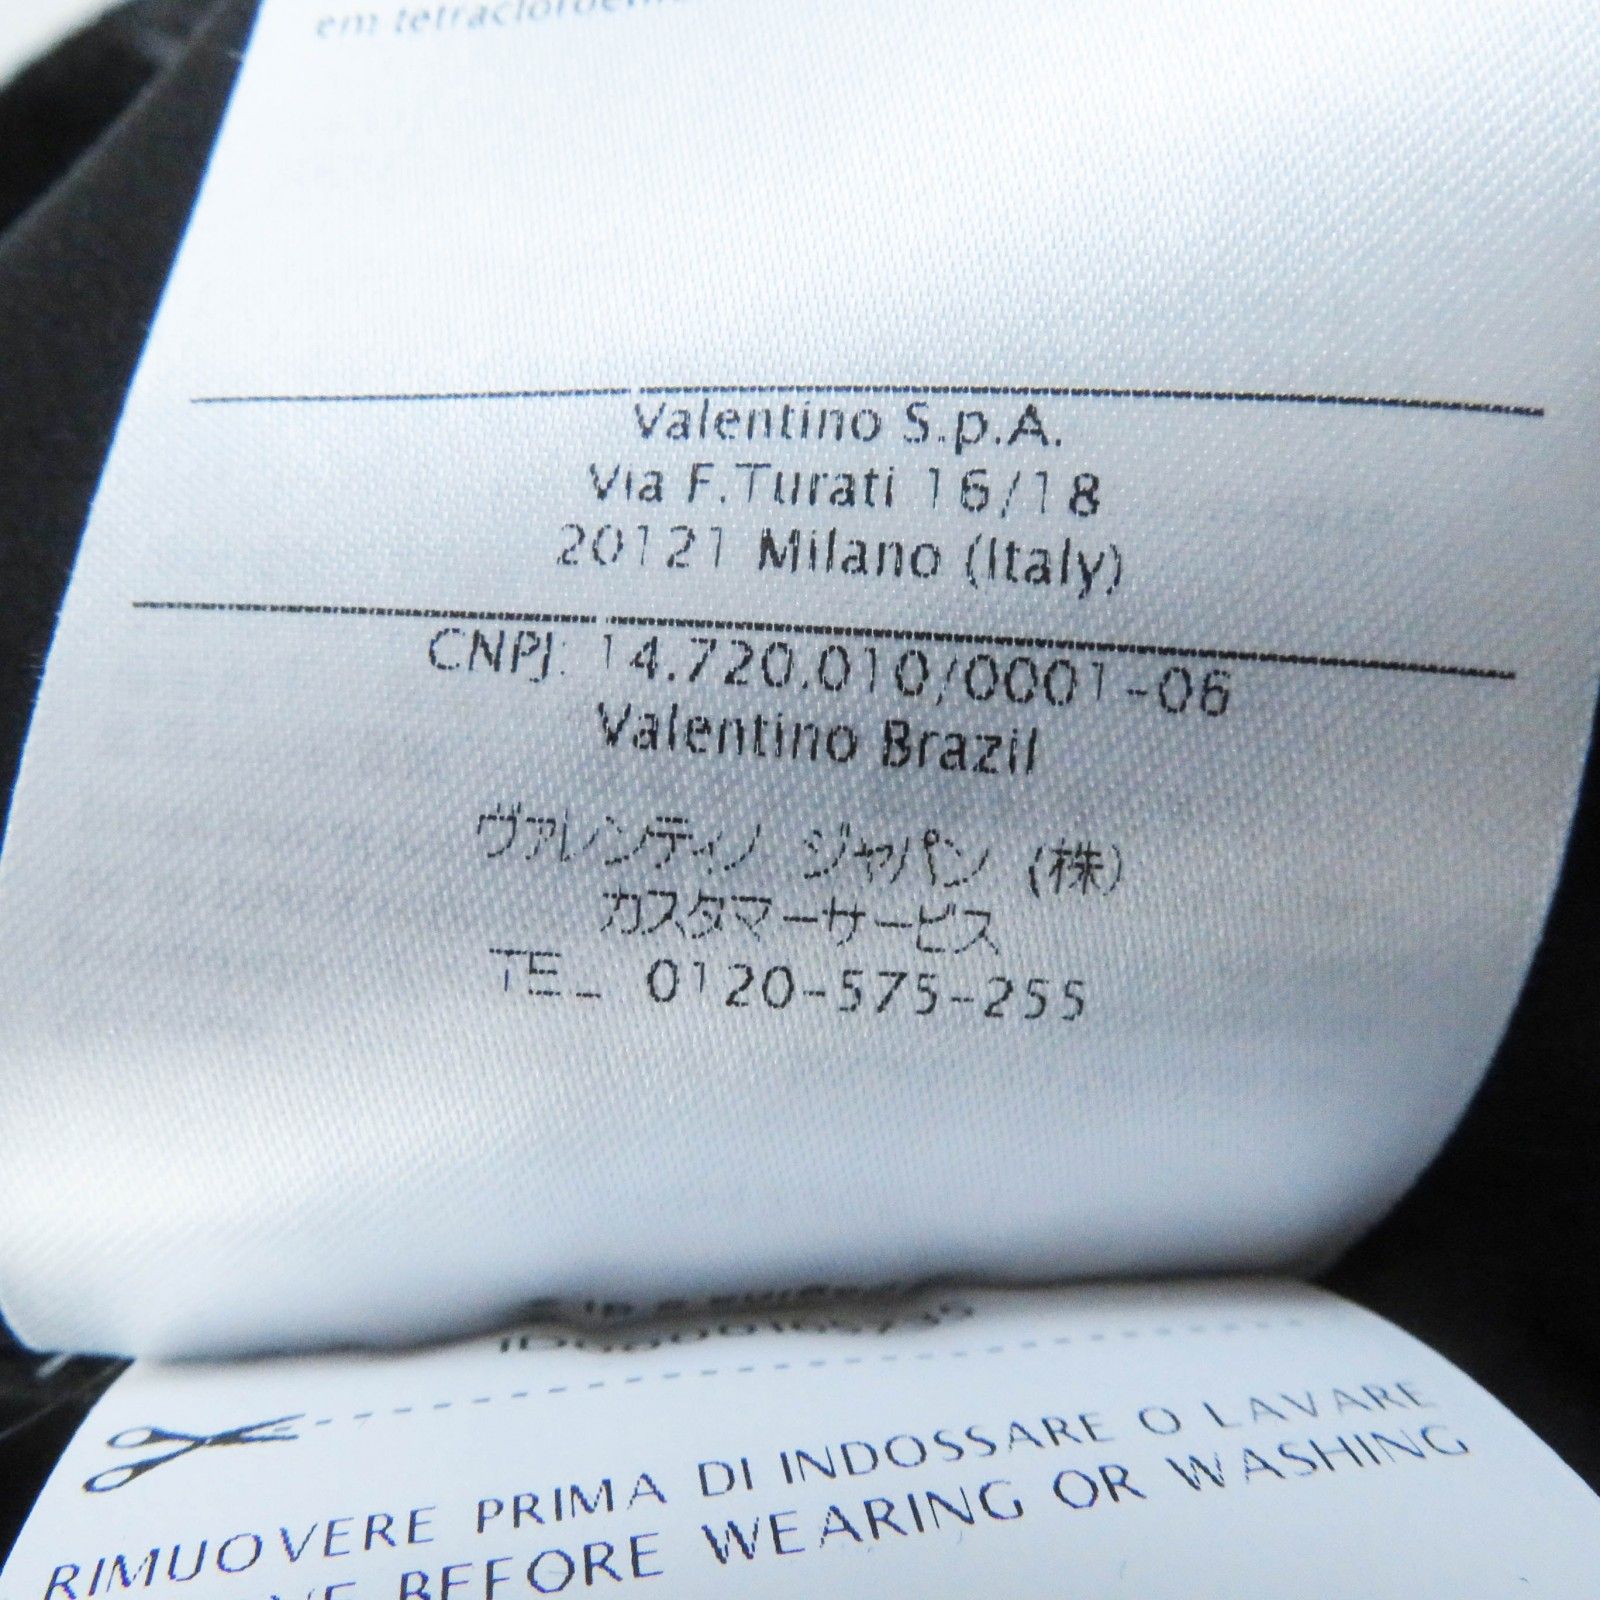 em
Valentino S.p.A.
Via F.Turati 16/18
20121 Milano (Italy)
CNPJ: 14.720.010/0001-06
Valentino Brazil
ヴァレンティノ ジャパン (株)
カスタマーサービス
TEL 0120-575-255
RIMUOVERE PRIMA DI INDOSSARE O LAVARE
BEFORE WEARING OR WASHING